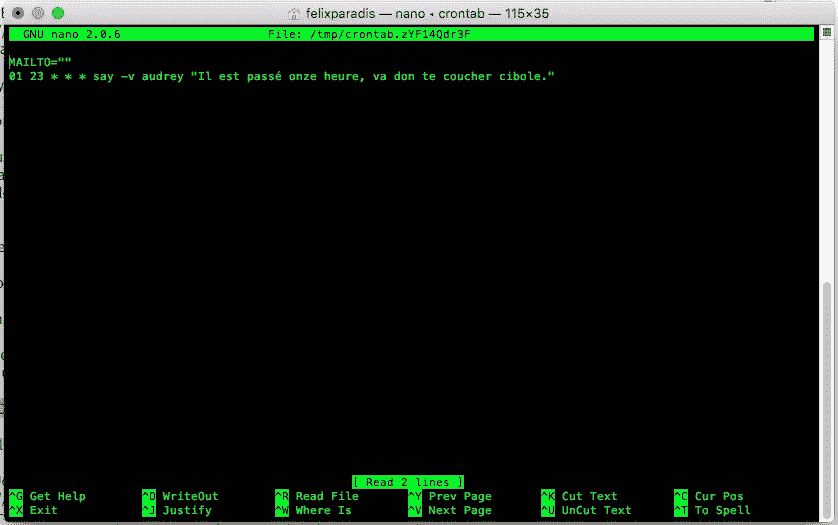 felixparadis — nano • crontab — 115×35
GNU nano 2.0.6 File: /tmp/crontab.zYF14Qdr3F
MAILTO=""
01 23 * * * say -v audrey "Il est passé onze heure, va don te coucher cibole."
[ Read 2 lines ]
^G Get Help ^O WriteOut ^R Read File ^Y Prev Page ^K Cut Text ^C Cur Pos
^X Exit ^J Justify ^W Where Is ^V Next Page ^U UnCut Text ^T To Spell